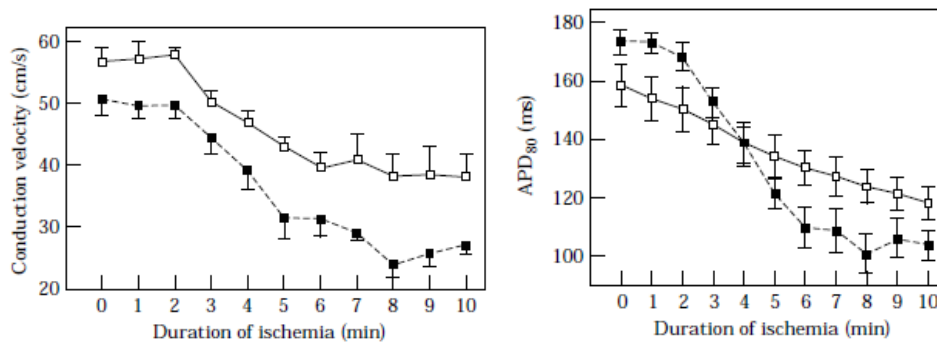 Conduction velocity (cm/s)
60
50
40
30
20
0 1 2 3 4 5 6 7 8 9 10
Duration of ischemia (min)
APD80 (ms)
180
160
140
120
100
0 1 2 3 4 5 6 7 8 9 10
Duration of ischemia (min)